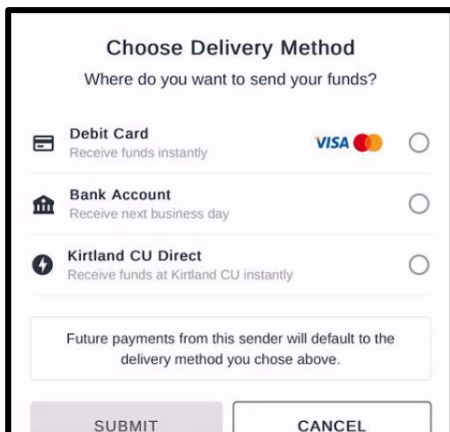 Choose Delivery Method
Where do you want to send your funds?
Debit Card
Receive funds instantly
VISA
Bank Account
Receive next business day
Kirtland CU Direct
Receive funds at Kirtland CU instantly
Future payments from this sender will default to the
delivery method you chose above.
SUBMIT
CANCEL